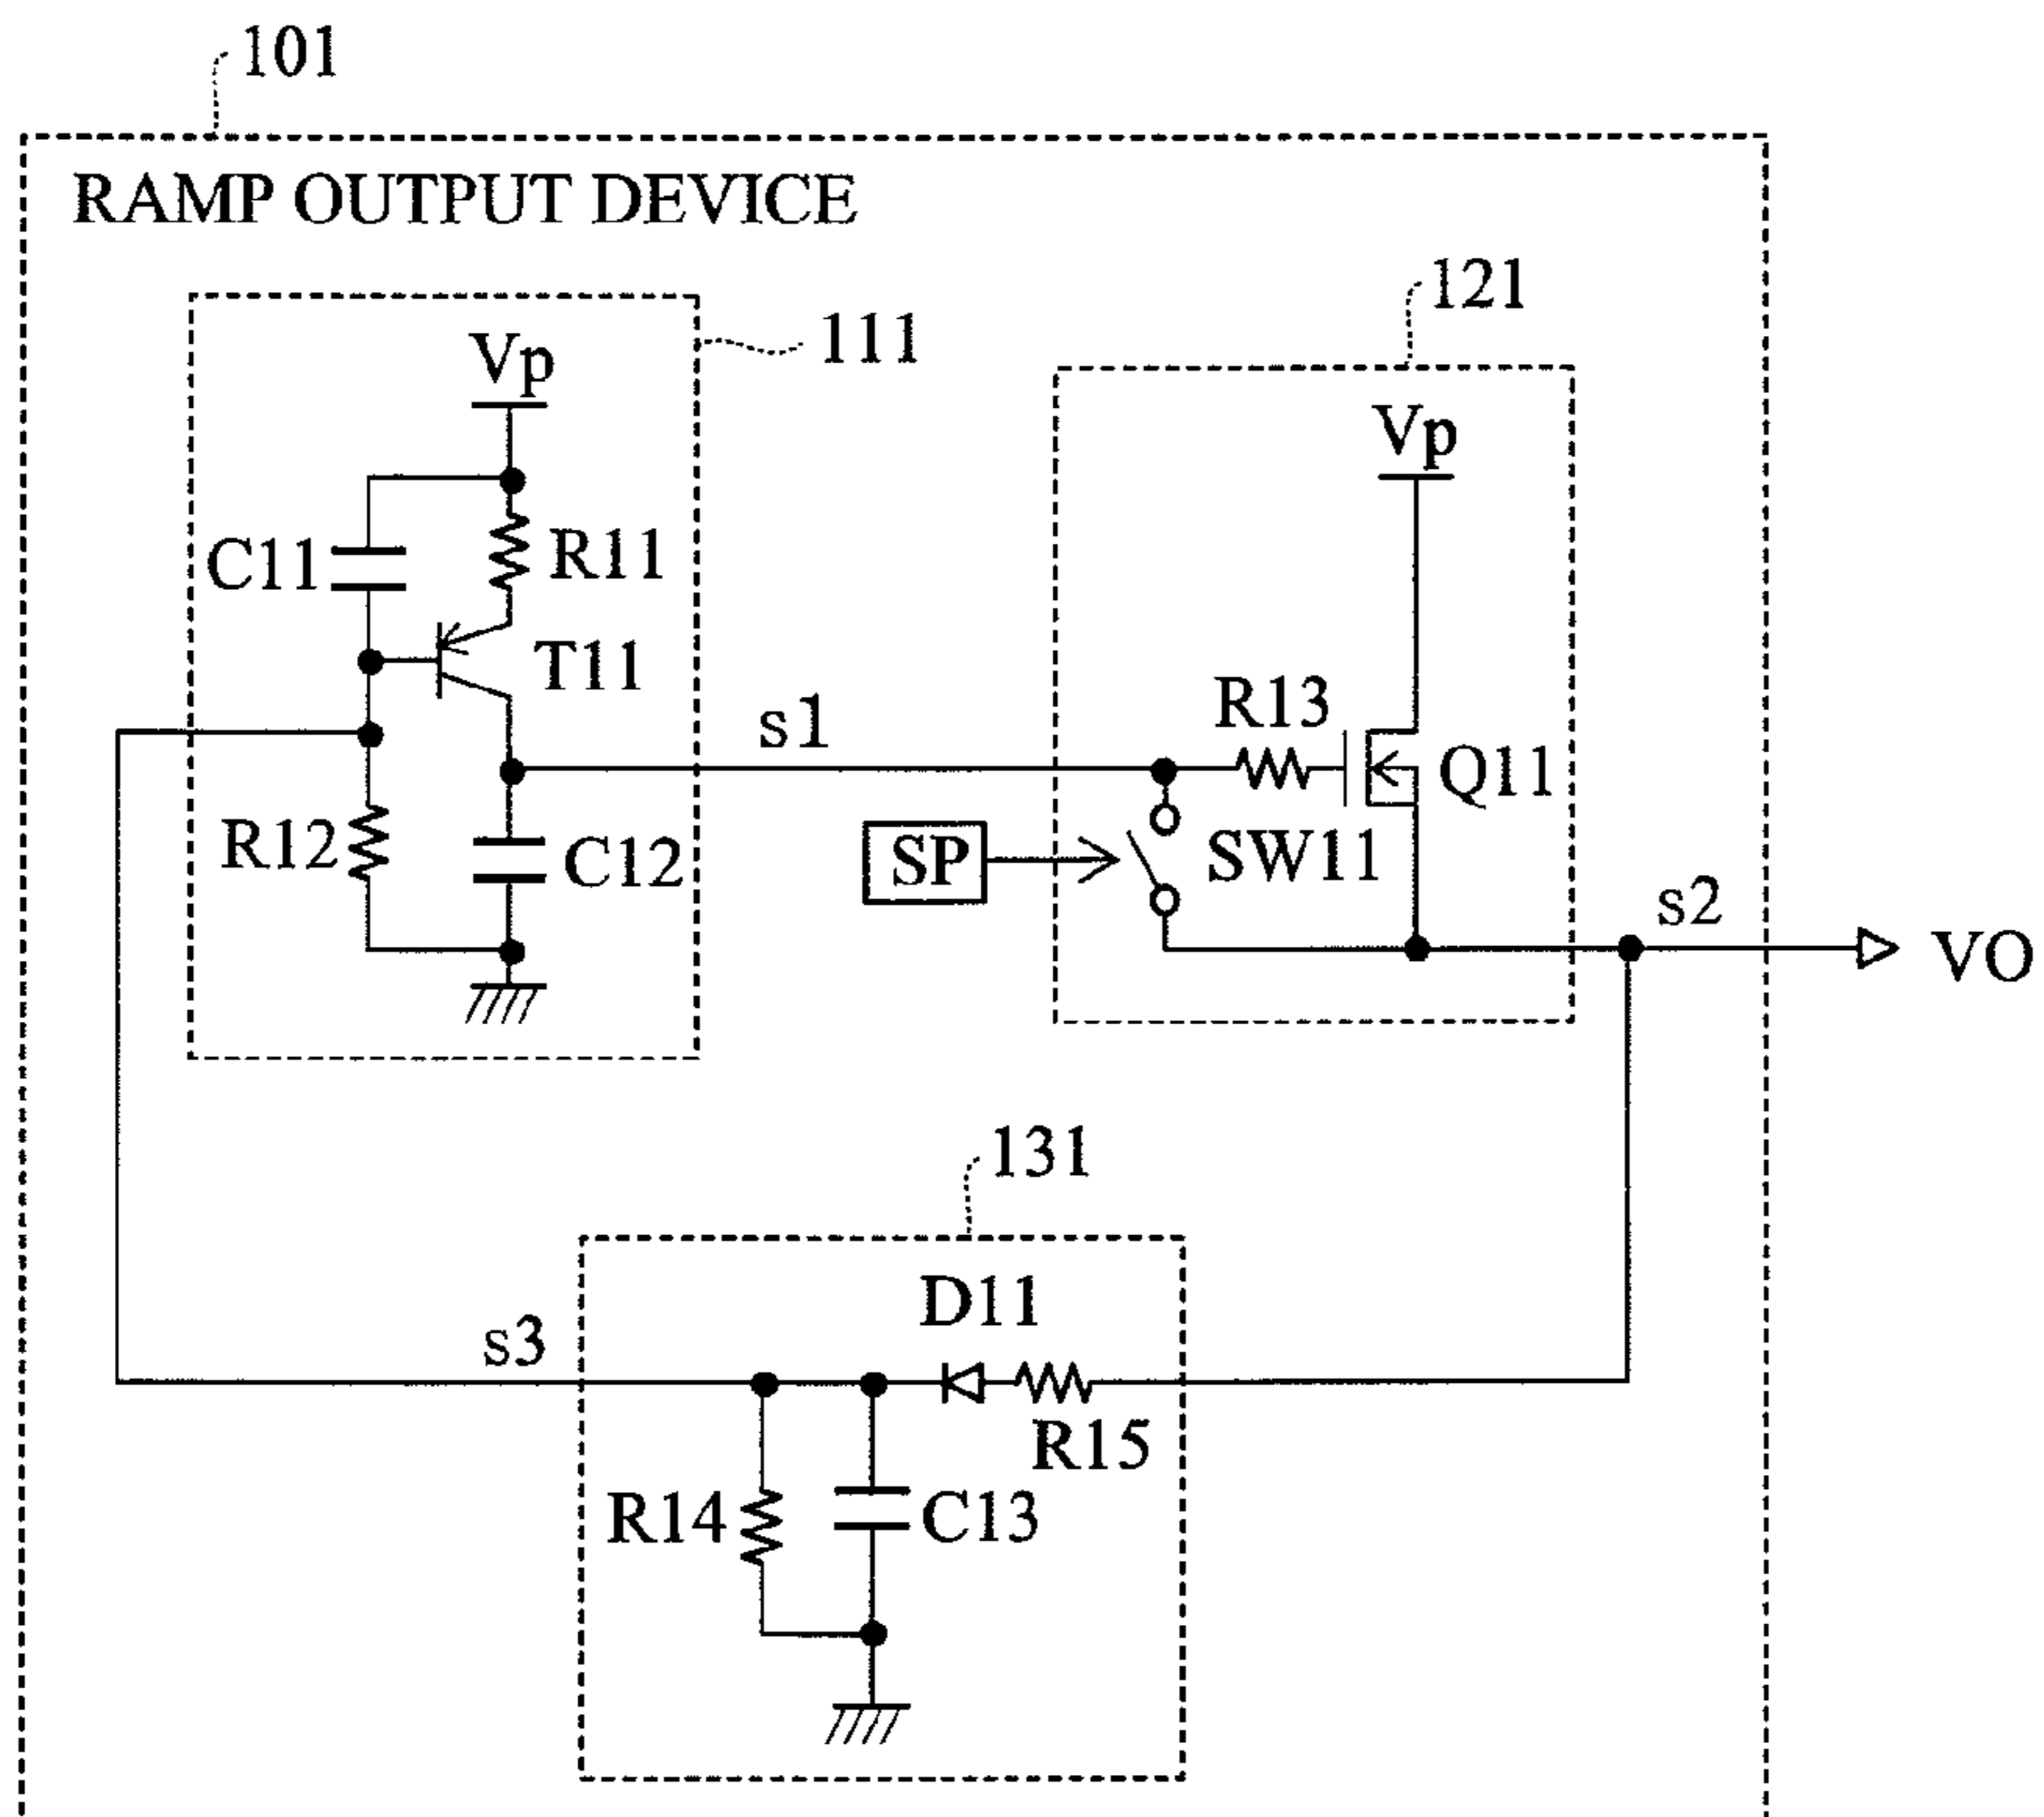 101
RAMP OUTPUT DEVICE
121
111
Vp
Vp
C11
R11
T11
R13
s1
Q11
R12
C12
SP
SW11
s2
VO
131
D11
s3
R15
R14
C13